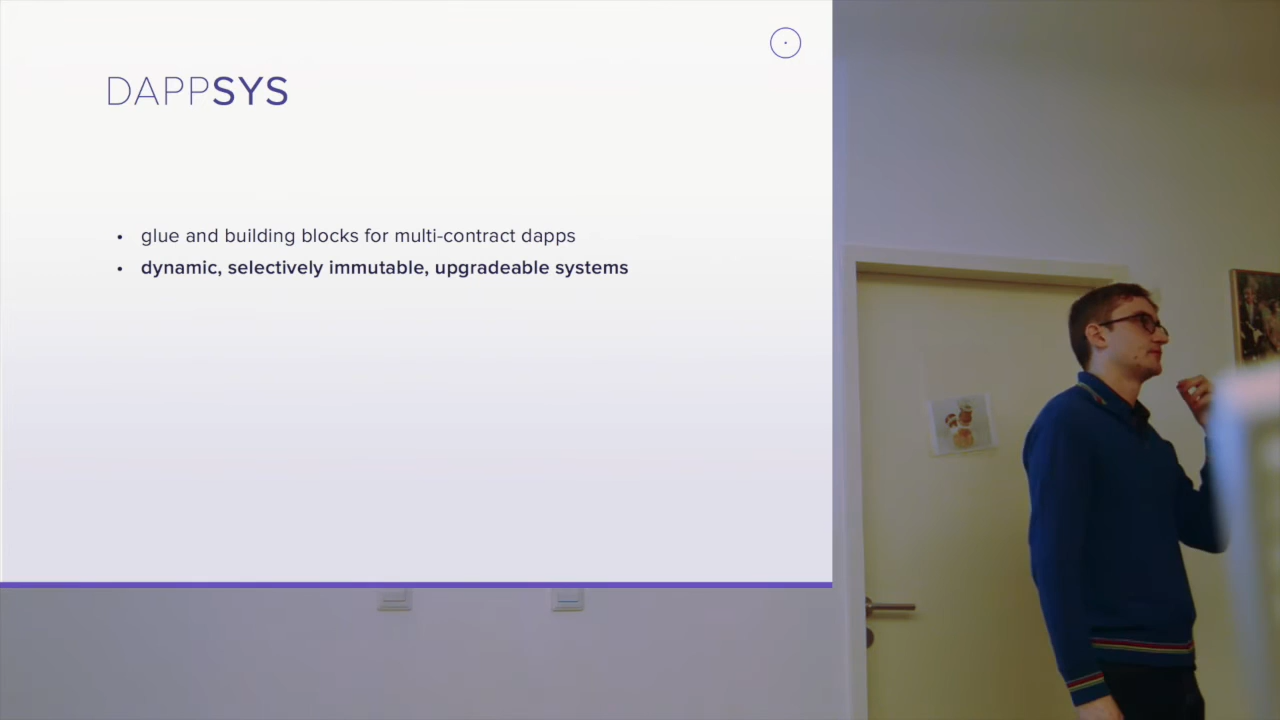 DAPPSYS
• glue and building blocks for multi-contract dapps
• dynamic, selectively immutable, upgradeable systems